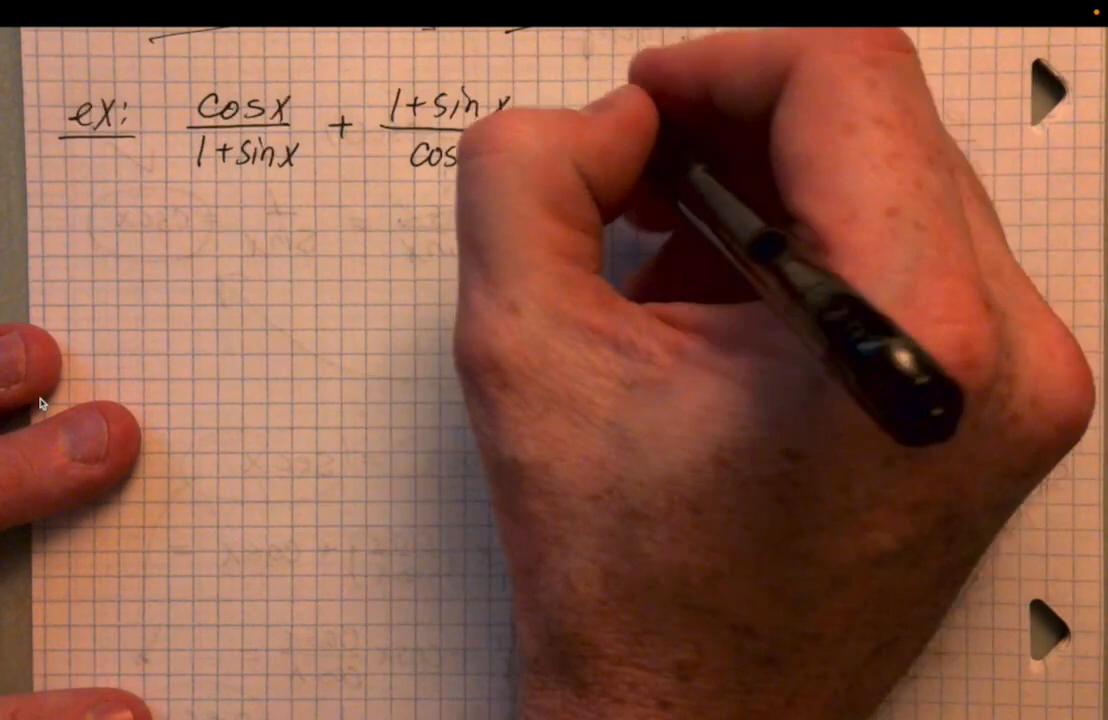 ex: cosx / 1+sinx + 1+sin x / cos